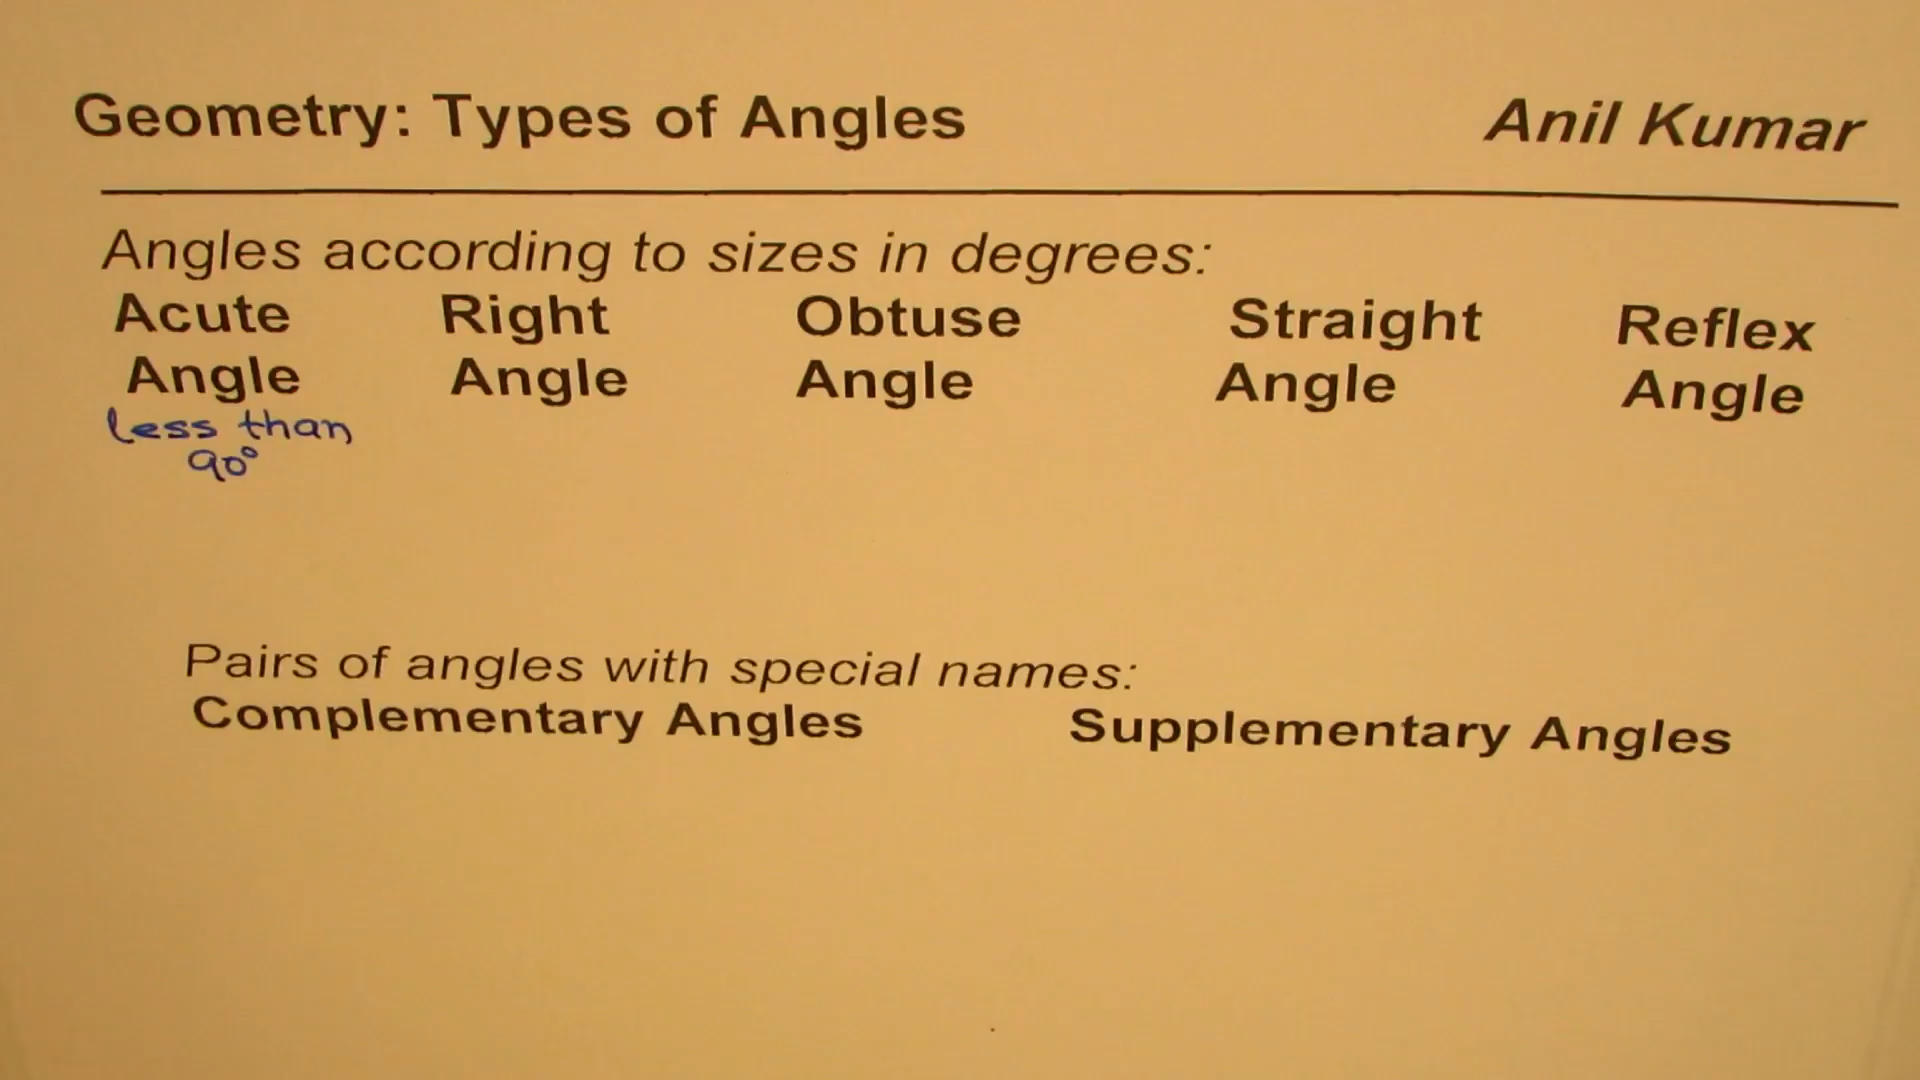 Geometry: Types of Angles Anil Kumar
Angles according to sizes in degrees:
Acute Right Obtuse Straight Reflex
Angle Angle Angle Angle Angle
less than
90°
Pairs of angles with special names:
Complementary Angles Supplementary Angles